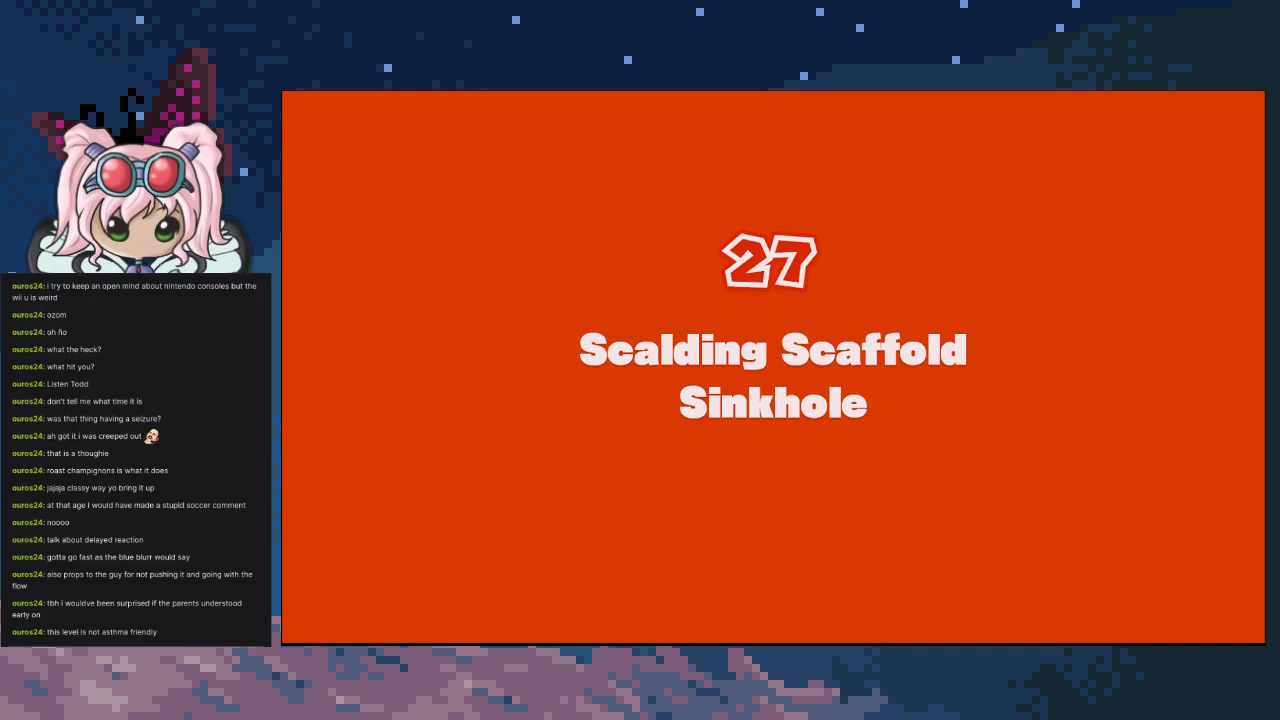 ouros24: i try to keep an open mind about nintendo consoles but the
wii u is weird
ouros24: ozom
ouros24: oh ño
ouros24: what the heck?
ouros24: what hit you?
ouros24: Listen Todd
ouros24: don't tell me what time it is
ouros24: was that thing having a seizure?
ouros24: ah got it i was creeped out
ouros24: that is a thoughie
ouros24: roast champignons is what it does
ouros24: jajaja classy way yo bring it up
ouros24: at that age I would have made a stupid soccer comment
ouros24: noooo
ouros24: talk about delayed reaction
ouros24: gotta go fast as the blue blurr would say
ouros24: also props to the guy for not pushing it and going with the
flow
ouros24: tbh i wouldve been surprised if the parents understood
early on
ouros24: this level is not asthma friendly
27
Scalding Scaffold
Sinkhole